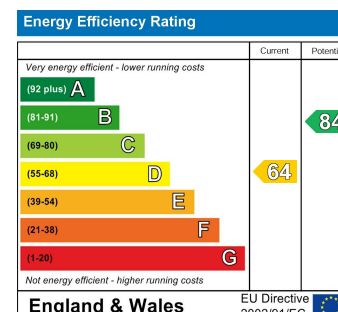 Energy Efficiency Rating
Current
Very energy efficient - lower running costs
(92 plus) A
(81-91) B
84
(69-80) C
(55-68) D
64
(39-54) E
(21-38) F
(1-20) G
Not energy efficient - higher running costs
England & Wales
EU Directive